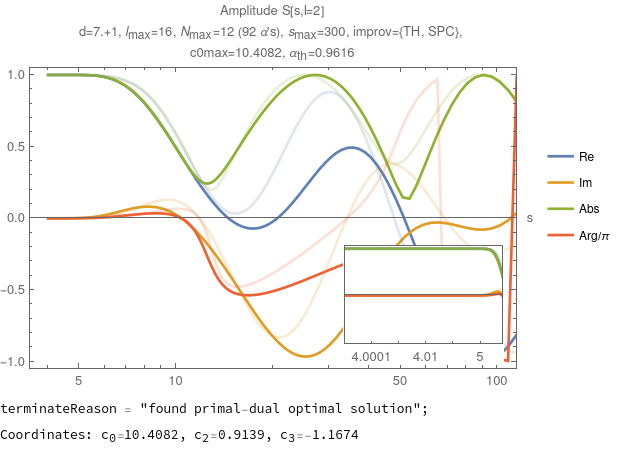 Amplitude S[s,l=2]
d=7.+1, lmax=16, Nmax=12 (92 α's), smax=300, improv={TH, SPC},
c0max=10.4082, αth=0.9616
1.0
0.5
0.0
-0.5
-1.0
5
10
50
100
s
4.0001
4.01
5
Re
Im
Abs
Arg/π
terminateReason = "found primal-dual optimal solution";
Coordinates: c0=10.4082, c2=0.9139, c3=-1.1674